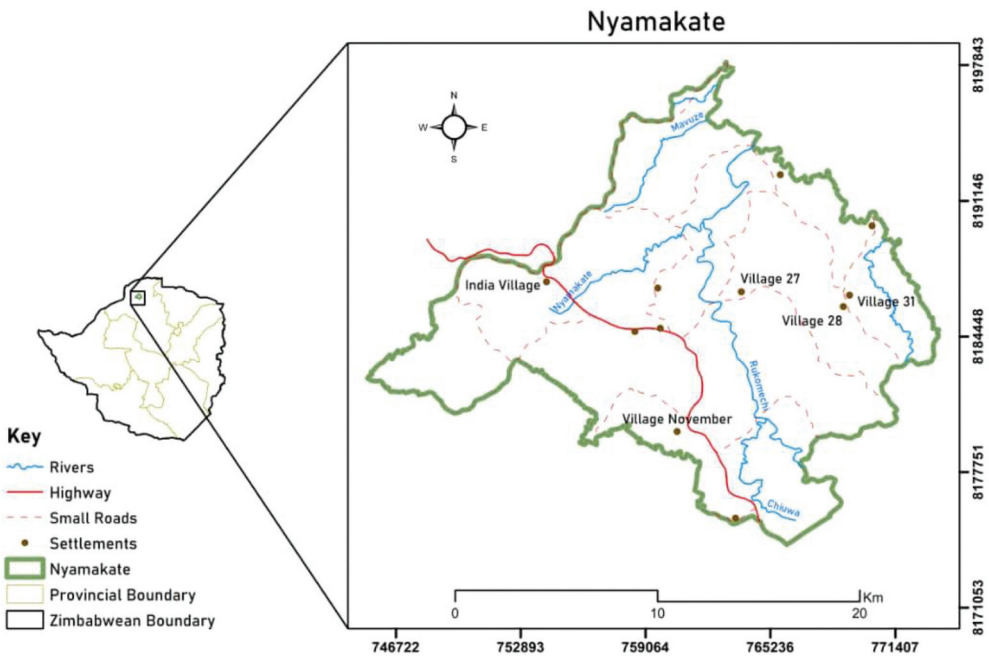 Nyamakate
N
W
E
S
Mavuze
India Village
Nyamakate
Village 27
Village 31
Village 28
Rukomechi
Village November
Chiuwa
Key
Rivers
Highway
Small Roads
Settlements
Nyamakate
Provincial Boundary
Zimbabwean Boundary
0
10
20
Km
8197843
8191146
8184448
8177751
8171053
746722
752893
759064
765236
771407